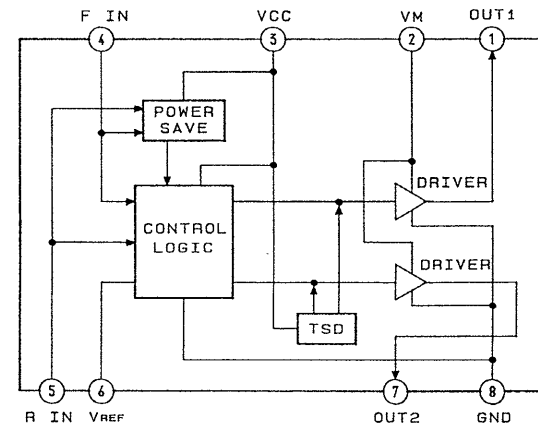 F IN VCC VM OUT1
4 3 2 1
POWER
SAVE
DRIVER
CONTROL
LOGIC
DRIVER
TSD
5 6 7 8
R IN VREF OUT2 GND